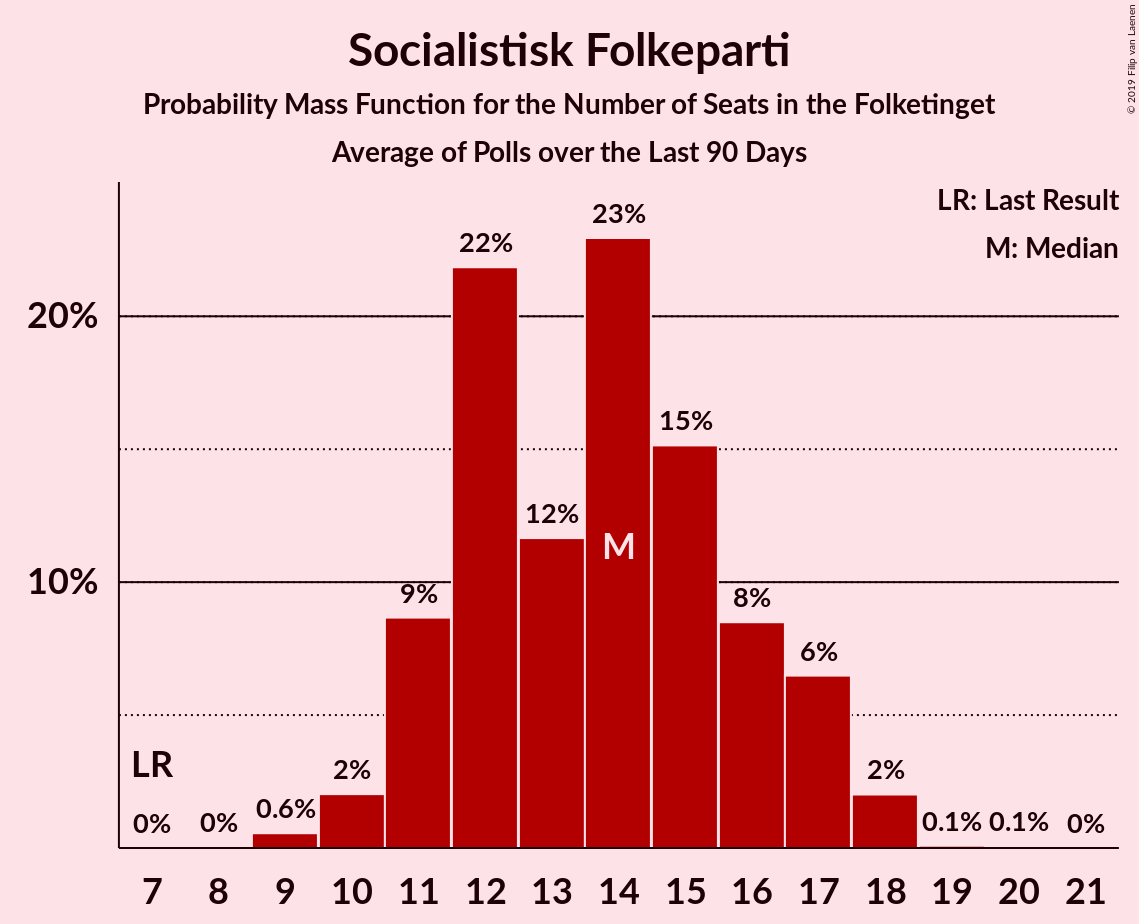 Socialistisk Folkeparti
Probability Mass Function for the Number of Seats in the Folketinget
Average of Polls over the Last 90 Days
© 2019 Filip van Laenen
LR: Last Result
M: Median
23%
22%
20%
15%
12%
M
10%
9%
8%
6%
LR
2%
2%
0%
0%
0.6%
0.1%
0.1%
0%
7 8 9 10 11 12 13 14 15 16 17 18 19 20 21